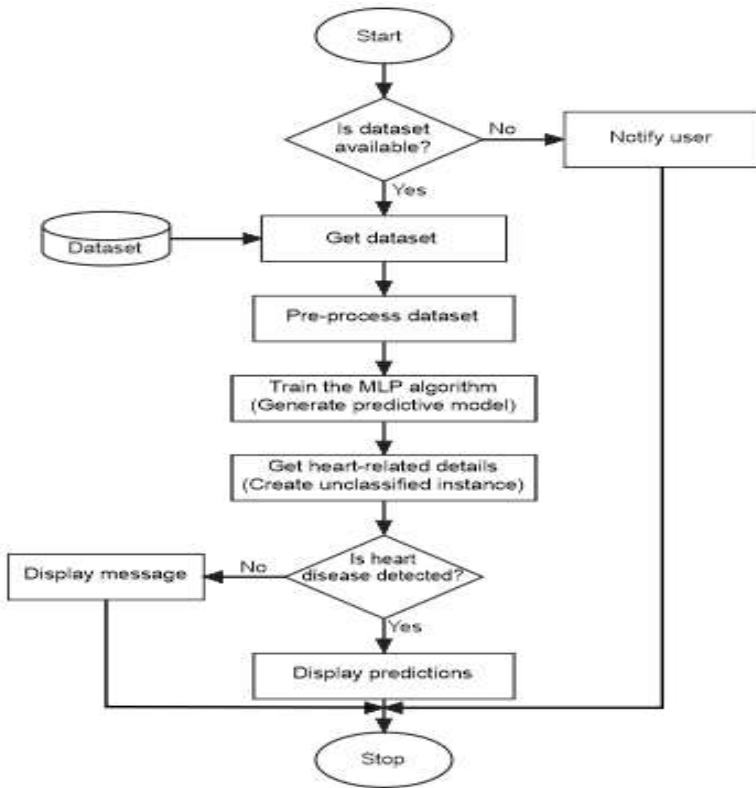 Start
Is dataset
available?
No
Notify user
Yes
Dataset
Get dataset
Pre-process dataset
Train the MLP algorithm
(Generate predictive model)
Get heart-related details
(Create unclassified instance)
Is heart
disease detected?
No
Display message
Yes
Display predictions
Stop